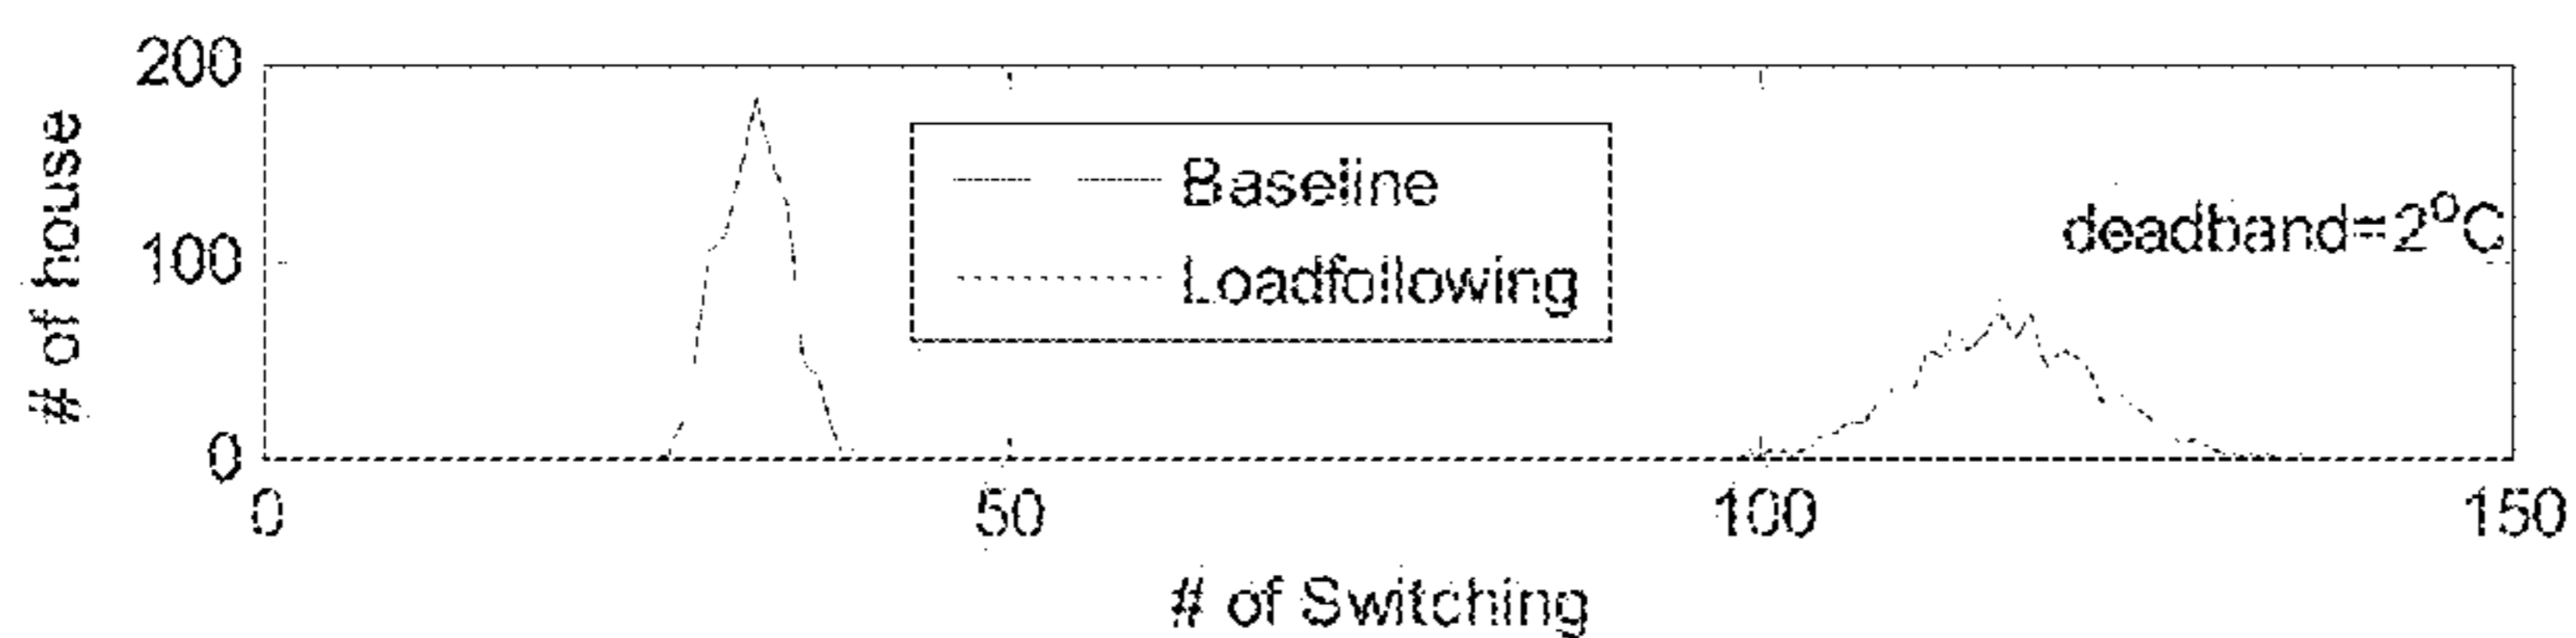 200
100
0
# of house
Baseline
Loadfollowing
deadband=2°C
0 50 100 150
# of Switching